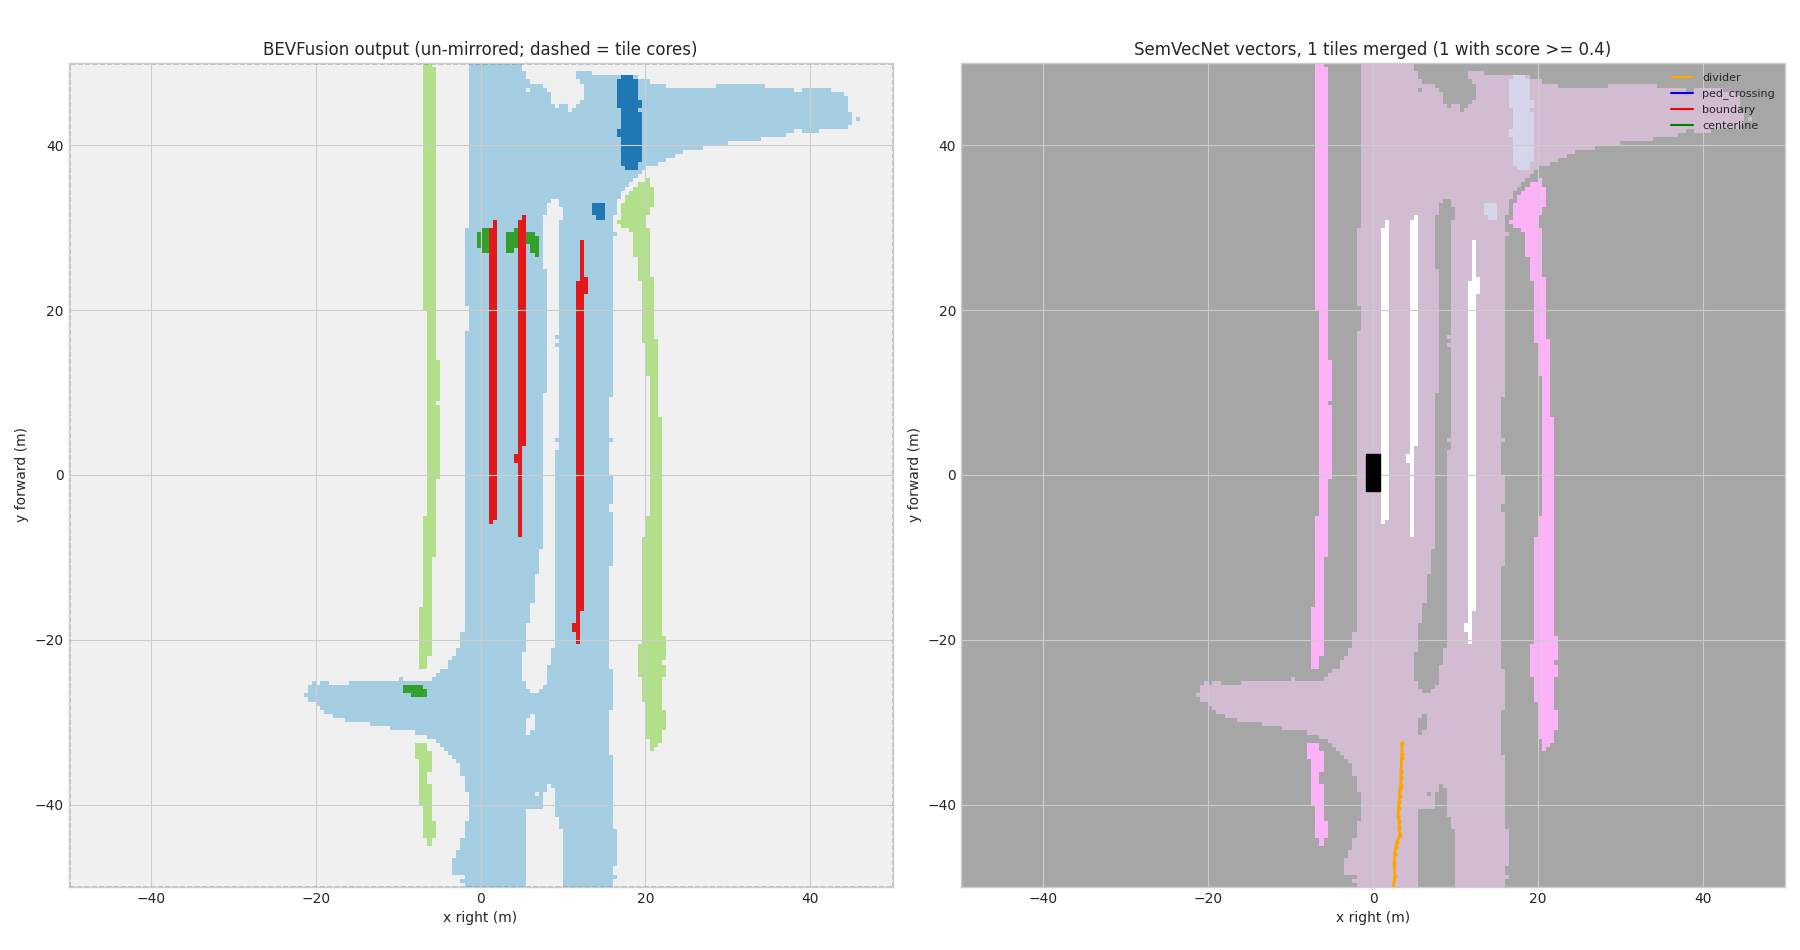 BEVFusion output (un-mirrored; dashed = tile cores)
40
20
0
−20
−40
y forward (m)
−40
−20
0
20
40
x right (m)
SemVecNet vectors, 1 tiles merged (1 with score >= 0.4)
divider
ped_crossing
boundary
centerline
40
20
0
−20
−40
y forward (m)
−40
−20
0
20
40
x right (m)